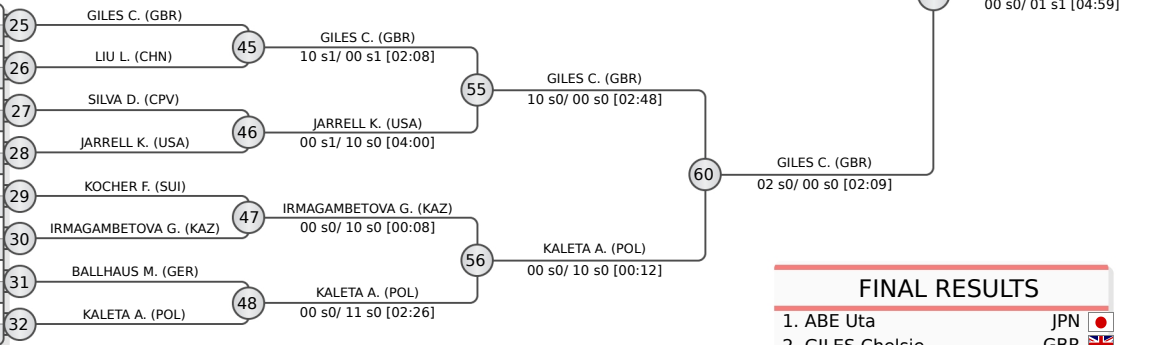 00 s0/ 01 s1 [04:59]
25
GILES C. (GBR)
45
GILES C. (GBR)
10 s1/ 00 s1 [02:08]
26
LIU L. (CHN)
55
GILES C. (GBR)
10 s0/ 00 s0 [02:48]
27
SILVA D. (CPV)
46
JARRELL K. (USA)
00 s1/ 10 s0 [04:00]
28
JARRELL K. (USA)
60
GILES C. (GBR)
02 s0/ 00 s0 [02:09]
29
KOCHER F. (SUI)
47
IRMAGAMBETOVA G. (KAZ)
00 s0/ 10 s0 [00:08]
30
IRMAGAMBETOVA G. (KAZ)
56
KALETA A. (POL)
00 s0/ 10 s0 [00:12]
31
BALLHAUS M. (GER)
48
KALETA A. (POL)
00 s0/ 11 s0 [02:26]
32
KALETA A. (POL)
FINAL RESULTS
1. ABE Uta JPN
2. GILES Chelsie GBR